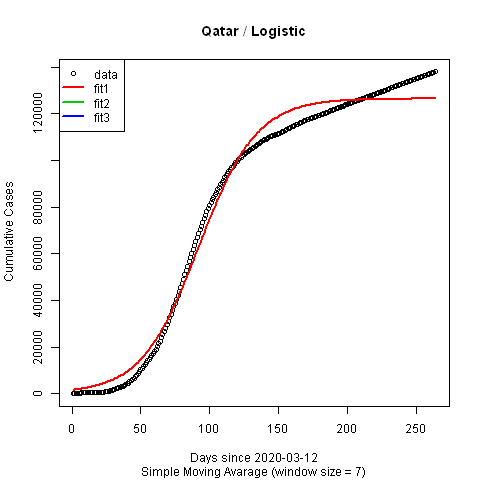 Qatar / Logistic
data
fit1
fit2
fit3
Cumulative Cases
0
20000
40000
60000
80000
120000
0 50 100 150 200 250
Days since 2020-03-12
Simple Moving Avarage (window size = 7)